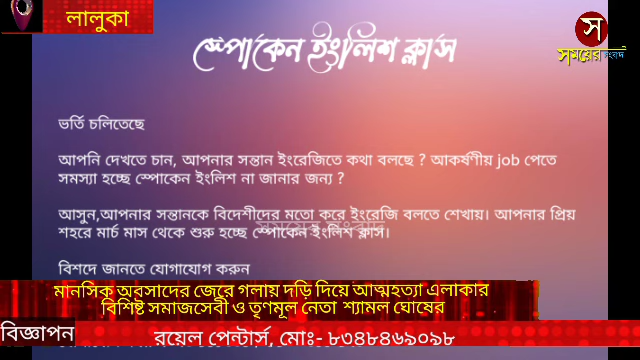 লালুকা
স
সময়ের সংবাদ
স্পোকেন ইংলিশ ক্লাস
ভর্তি চলিতেছে
আপনি দেখতে চান, আপনার সন্তান ইংরেজিতে কথা বলছে ? আকর্ষণীয় job পেতে
সমস্যা হচ্ছে স্পোকেন ইংলিশ না জানার জন্য ?
আসুন,আপনার সন্তানকে বিদেশীদের মতো করে ইংরেজি বলতে শেখায়। আপনার প্রিয়
সময়ের সংবাদ
শহরে মার্চ মাস থেকে শুরু হচ্ছে স্পোকেন ইংলিশ ক্লাস।
বিশদে জানতে যোগাযোগ করুন
মানসিক অবসাদের জেরে গলায় দড়ি দিয়ে আত্মহত্যা এলাকার
বিশিষ্ট সমাজসেবী ও তৃণমূল নেতা শ্যামল ঘোষের
বিজ্ঞাপন
রয়েল পেন্টার্স, মোঃ- ৮৩৪৮৪৬৯০৯৮